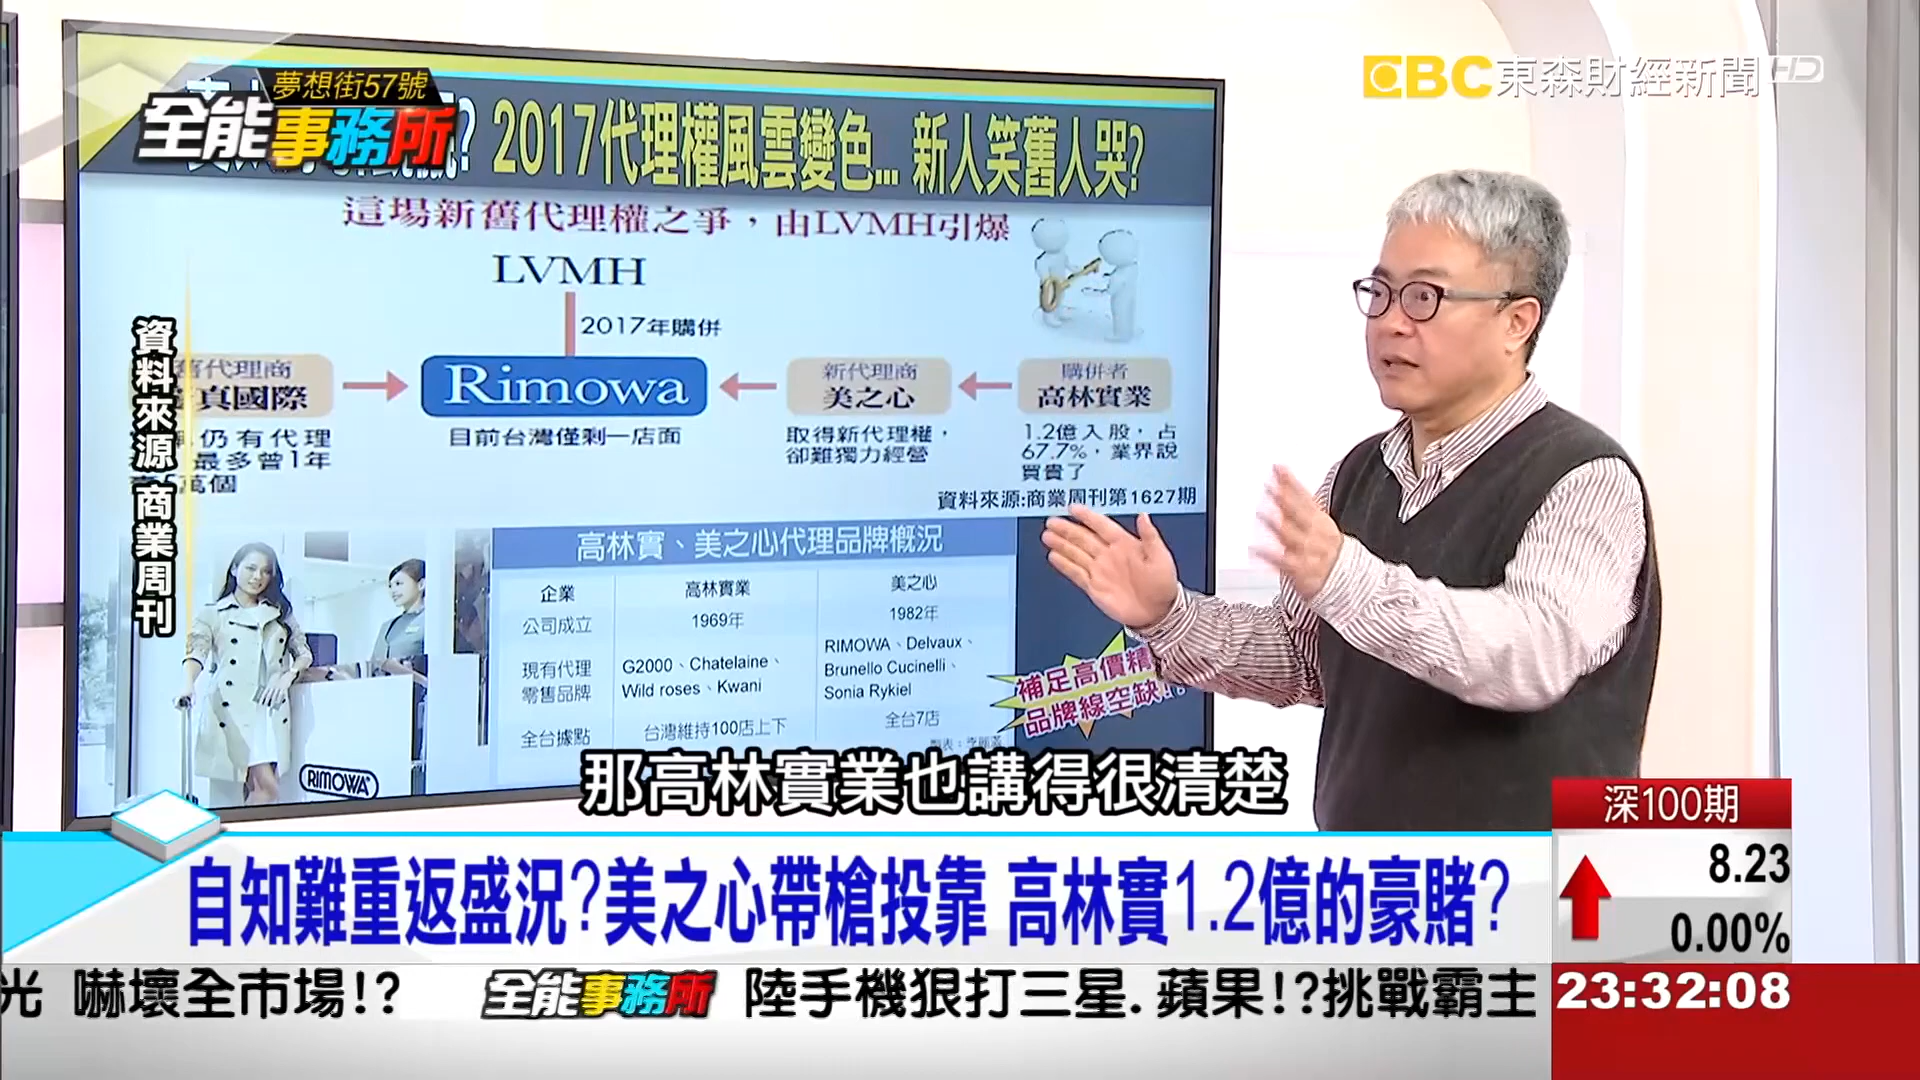 夢想街57號
全能事務所
EBC東森財經新聞HD
? 2017代理權風雲變色... 新人笑舊人哭?
這場新舊代理權之爭，由LVMH引爆
LVMH
2017年購併
舊代理商
真國際
仍有代理
最多曾1年
萬個
Rimowa
目前台灣僅剩一店面
新代理商
美之心
取得新代理權，
卻難獨力經營
購併者
高林實業
1.2億入股，占
67.7%，業界說
買貴了
資料來源:商業周刊第1627期
資料來源 商業周刊
高林實、美之心代理品牌概況
企業 高林實業 美之心
公司成立 1969年 1982年
現有代理零售品牌 G2000、Chatelaine、Wild roses、Kwani RIMOWA、Delvaux、Brunello Cucinelli、Sonia Rykiel
全台據點 台灣維持100店上下 全台7店
補足高價精
品牌線空缺!
RIMOWA
那高林實業也講得很清楚
自知難重返盛況?美之心帶槍投靠 高林實1.2億的豪賭?
深100期
8.23
0.00%
光 嚇壞全市場!? 全能事務所 陸手機狠打三星.蘋果!?挑戰霸主
23:32:08